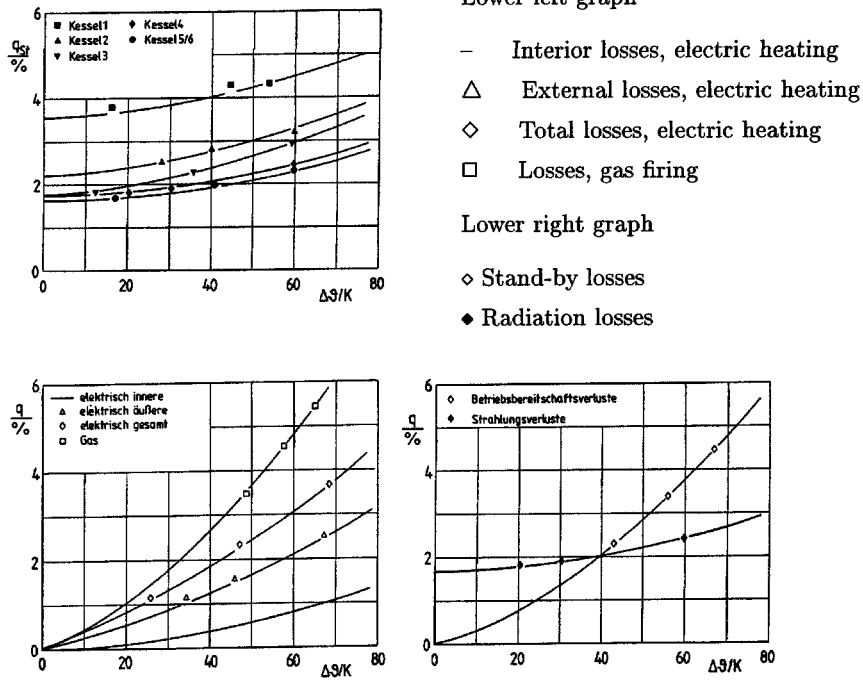 Lower left graph
6
q_St
%
4
2
0
■ Kessel1 ♦ Kessel4
▲ Kessel2 ● Kessel5/6
▼ Kessel3
0 20 40 60 80
Δϑ/K
– Interior losses, electric heating
△ External losses, electric heating
◇ Total losses, electric heating
□ Losses, gas firing
Lower right graph
◇ Stand-by losses
◆ Radiation losses
6
q
%
4
2
0
— elektrisch innere
△ elektrisch äußere
◇ elektrisch gesamt
□ Gas
0 20 40 60 80
Δϑ/K
6
q
%
4
2
0
◇ Betriebsbereitschaftsverluste
♦ Strahlungsverluste
0 20 40 60 80
Δϑ/K